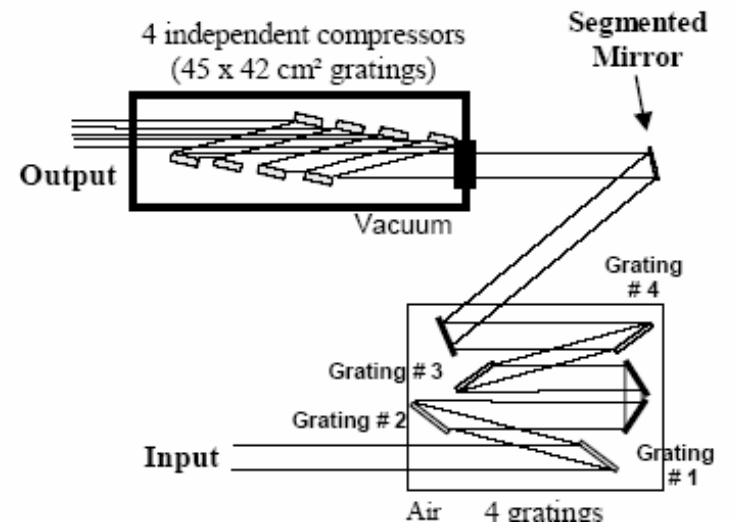 4 independent compressors
(45 x 42 cm² gratings)
Segmented
Mirror
Output
Vacuum
Grating
# 4
Grating # 3
Grating # 2
Input
Grating
# 1
Air 4 gratings